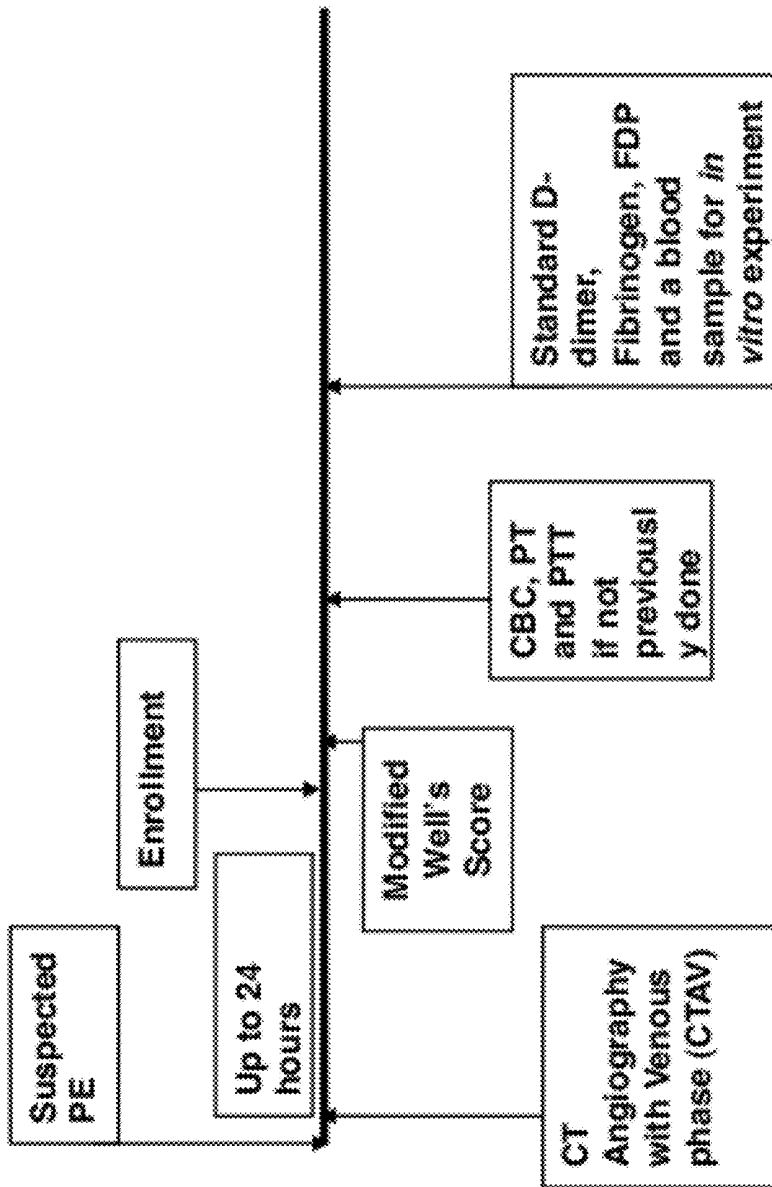 Suspected
PE
Up to 24
hours
Enrollment
CT
Angiography
with Venous
phase (CTAV)
Modified
Well's
Score
CBC, PT
and PTT
if not
previousl
y done
Standard D-
dimer,
Fibrinogen, FDP
and a blood
sample for in
vitro experiment